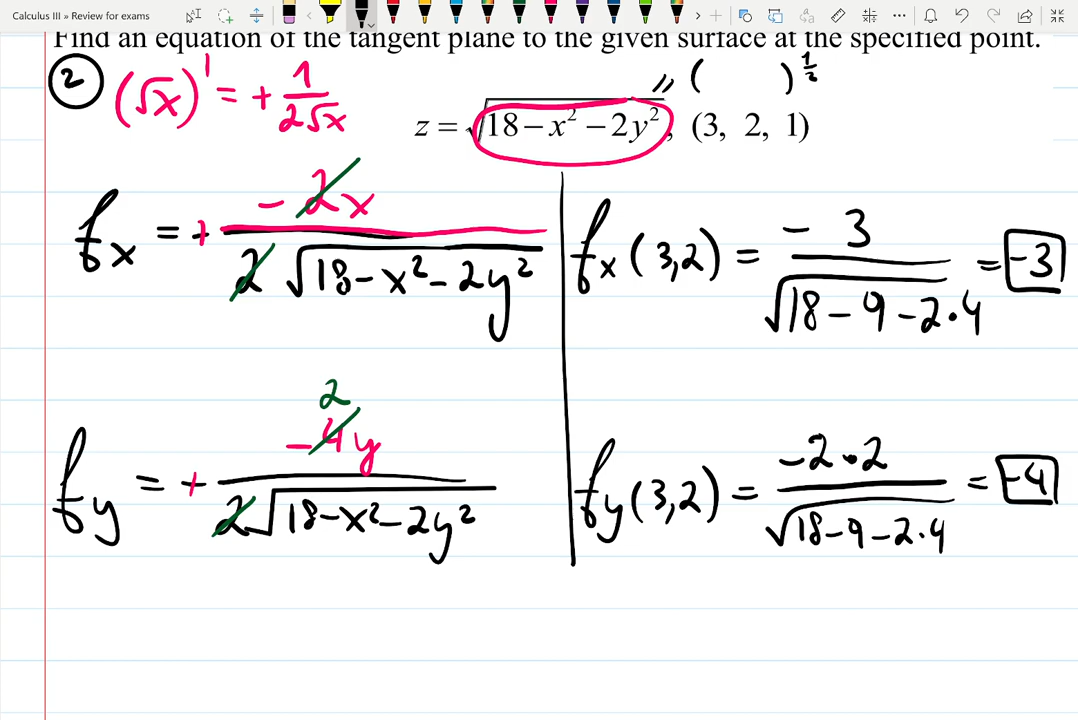 Calculus III » Review for exams
Find an equation of the tangent plane to the given surface at the specified point.
② (√x)' = + 1/(2√x)
// ( )^(1/2)
z = √(18 − x² − 2y²), (3, 2, 1)
fx = + −2x / (2√(18−x²−2y²))
fx(3,2) = −3 / √(18−9−2·4) = −3
2
fy = + −4y / (2√(18−x²−2y²))
fy(3,2) = −2·2 / √(18−9−2·4) = −4